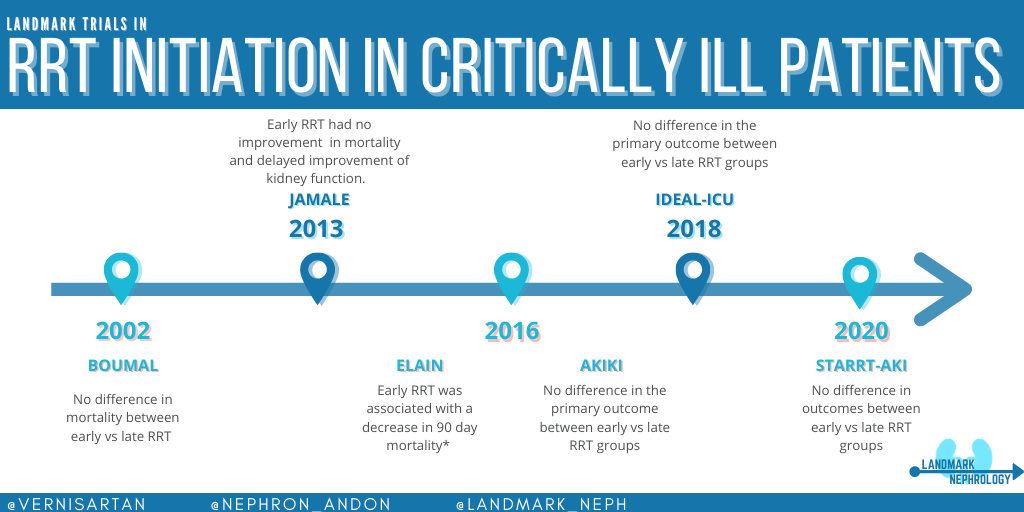 LANDMARK TRIALS IN
RRT INITIATION IN CRITICALLY ILL PATIENTS
Early RRT had no
improvement in mortality
and delayed improvement of
kidney function.
JAMALE
2013
No difference in the
primary outcome between
early vs late RRT groups
IDEAL-ICU
2018
2002
BOUMAL
No difference in
mortality between
early vs late RRT
2016
ELAIN
Early RRT was
associated with a
decrease in 90 day
mortality*
AKIKI
No difference in the
primary outcome
between early vs late
RRT groups
2020
STARRT-AKI
No difference in
outcomes between
early vs late RRT
groups
LANDMARK
NEPHROLOGY
@VERNISARTAN
@NEPHRON_ANDON
@LANDMARK_NEPH